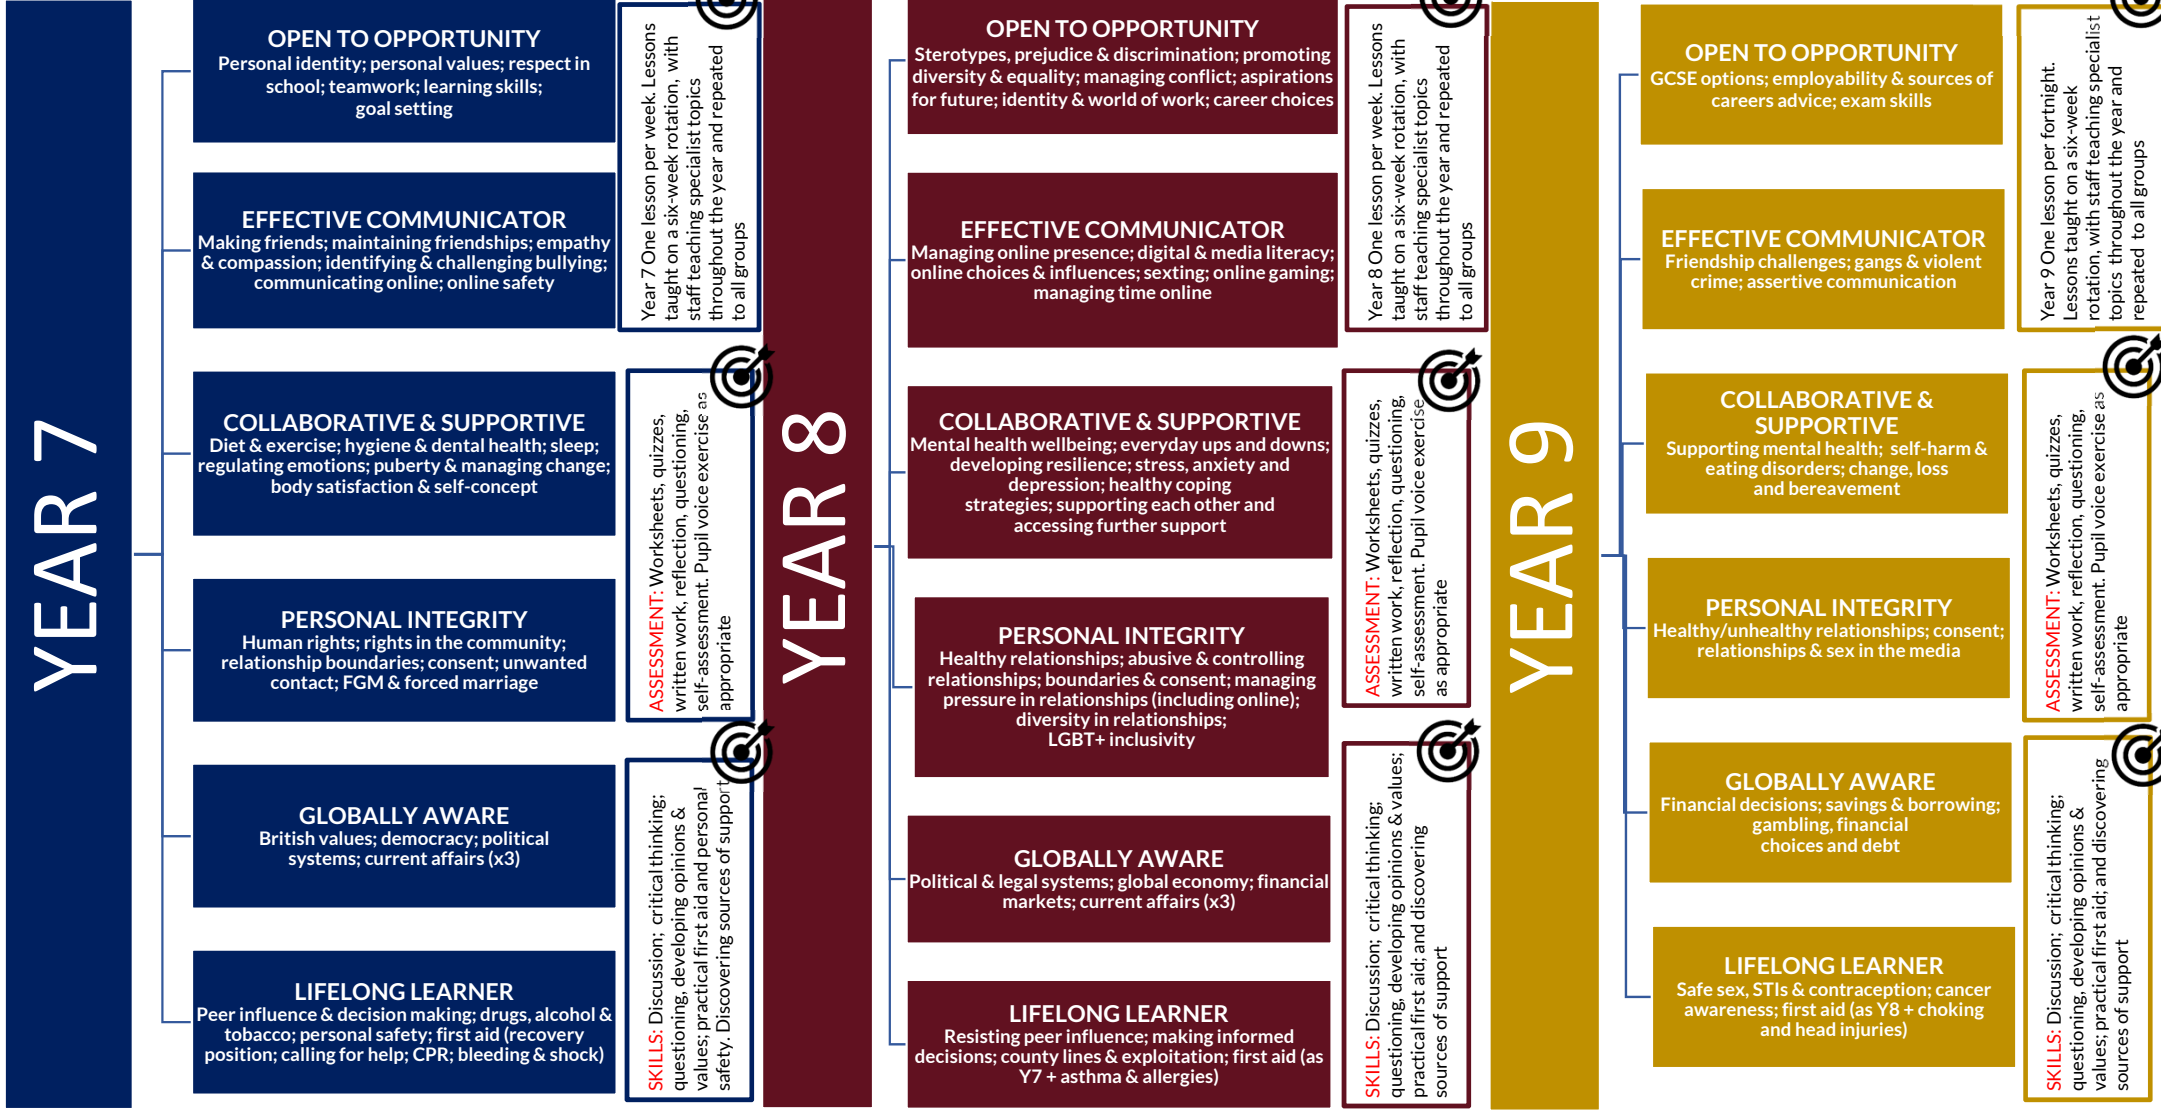 YEAR 7
OPEN TO OPPORTUNITY
Personal identity; personal values; respect in
school; teamwork; learning skills;
goal setting
EFFECTIVE COMMUNICATOR
Making friends; maintaining friendships; empathy
& compassion; identifying & challenging bullying;
communicating online; online safety
COLLABORATIVE & SUPPORTIVE
Diet & exercise; hygiene & dental health; sleep;
regulating emotions; puberty & managing change;
body satisfaction & self-concept
PERSONAL INTEGRITY
Human rights; rights in the community;
relationship boundaries; consent; unwanted
contact; FGM & forced marriage
GLOBALLY AWARE
British values; democracy; political
systems; current affairs (x3)
LIFELONG LEARNER
Peer influence & decision making; drugs, alcohol &
tobacco; personal safety; first aid (recovery
position; calling for help; CPR; bleeding & shock)
Year 7 One lesson per week. Lessons
taught on a six-week rotation, with
staff teaching specialist topics
throughout the year and repeated
to all groups
ASSESSMENT: Worksheets, quizzes,
written work, reflection, questioning,
self-assessment. Pupil voice exercise as
appropriate
SKILLS: Discussion; critical thinking;
questioning, developing opinions &
values; practical first aid and personal
safety. Discovering sources of support
YEAR 8
OPEN TO OPPORTUNITY
Sterotypes, prejudice & discrimination; promoting
diversity & equality; managing conflict; aspirations
for future; identity & world of work; career choices
EFFECTIVE COMMUNICATOR
Managing online presence; digital & media literacy;
online choices & influences; sexting; online gaming;
managing time online
COLLABORATIVE & SUPPORTIVE
Mental health wellbeing; everyday ups and downs;
developing resilience; stress, anxiety and
depression; healthy coping
strategies; supporting each other and
accessing further support
PERSONAL INTEGRITY
Healthy relationships; abusive & controlling
relationships; boundaries & consent; managing
pressure in relationships (including online);
diversity in relationships;
LGBT+ inclusivity
GLOBALLY AWARE
Political & legal systems; global economy; financial
markets; current affairs (x3)
LIFELONG LEARNER
Resisting peer influence; making informed
decisions; county lines & exploitation; first aid (as
Y7 + asthma & allergies)
Year 8 One lesson per week. Lessons
taught on a six-week rotation, with
staff teaching specialist topics
throughout the year and repeated
to all groups
ASSESSMENT: Worksheets, quizzes,
written work, reflection, questioning,
self-assessment. Pupil voice exercise
as appropriate
SKILLS: Discussion; critical thinking;
questioning, developing opinions & values;
practical first aid; and discovering
sources of support
YEAR 9
OPEN TO OPPORTUNITY
GCSE options; employability & sources of
careers advice; exam skills
EFFECTIVE COMMUNICATOR
Friendship challenges; gangs & violent
crime; assertive communication
COLLABORATIVE &
SUPPORTIVE
Supporting mental health; self-harm &
eating disorders; change, loss
and bereavement
PERSONAL INTEGRITY
Healthy/unhealthy relationships; consent;
relationships & sex in the media
GLOBALLY AWARE
Financial decisions; savings & borrowing;
gambling, financial
choices and debt
LIFELONG LEARNER
Safe sex, STIs & contraception; cancer
awareness; first aid (as Y8 + choking
and head injuries)
Year 9 One lesson per fortnight.
Lessons taught on a six-week
rotation, with staff teaching specialist
topics throughout the year and
repeated to all groups
ASSESSMENT: Worksheets, quizzes,
written work, reflection, questioning,
self-assessment. Pupil voice exercise as
appropriate
SKILLS: Discussion; critical thinking;
questioning, developing opinions &
values; practical first aid; and discovering
sources of support